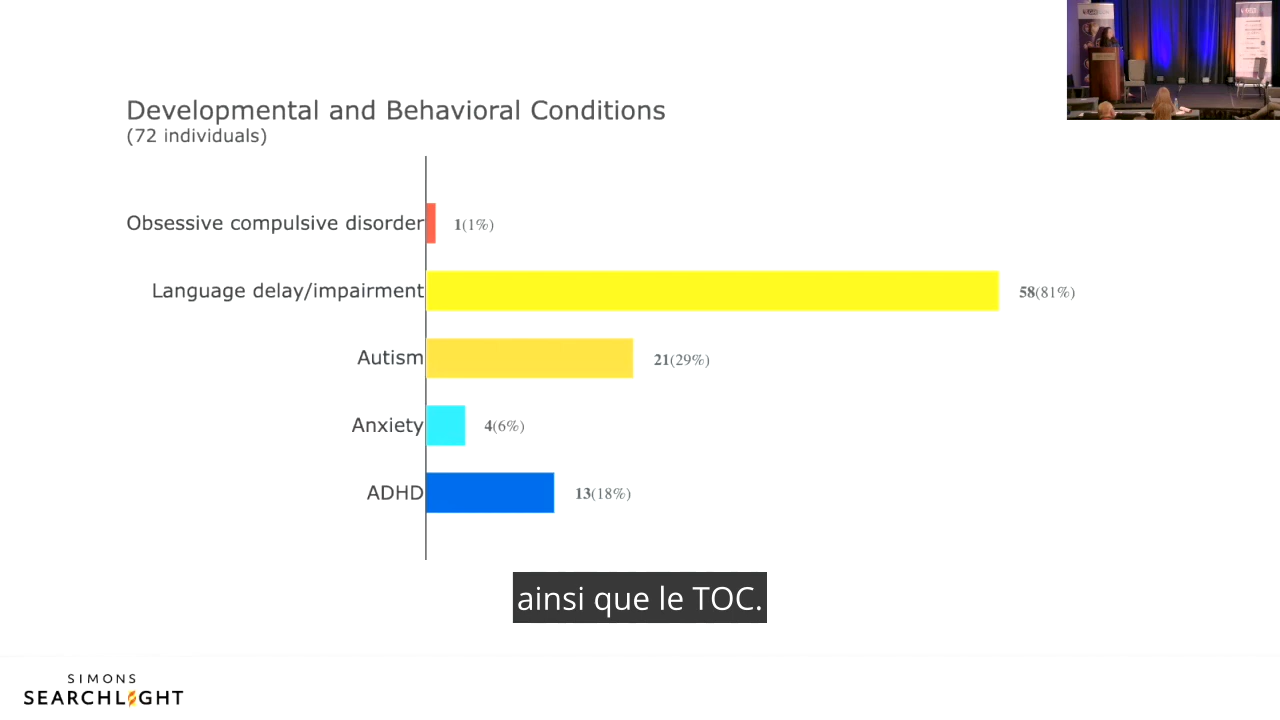 Developmental and Behavioral Conditions
(72 individuals)
Obsessive compulsive disorder 1(1%)
Language delay/impairment 58(81%)
Autism 21(29%)
Anxiety 4(6%)
ADHD 13(18%)
ainsi que le TOC.
SIMONS
SEARCHLIGHT